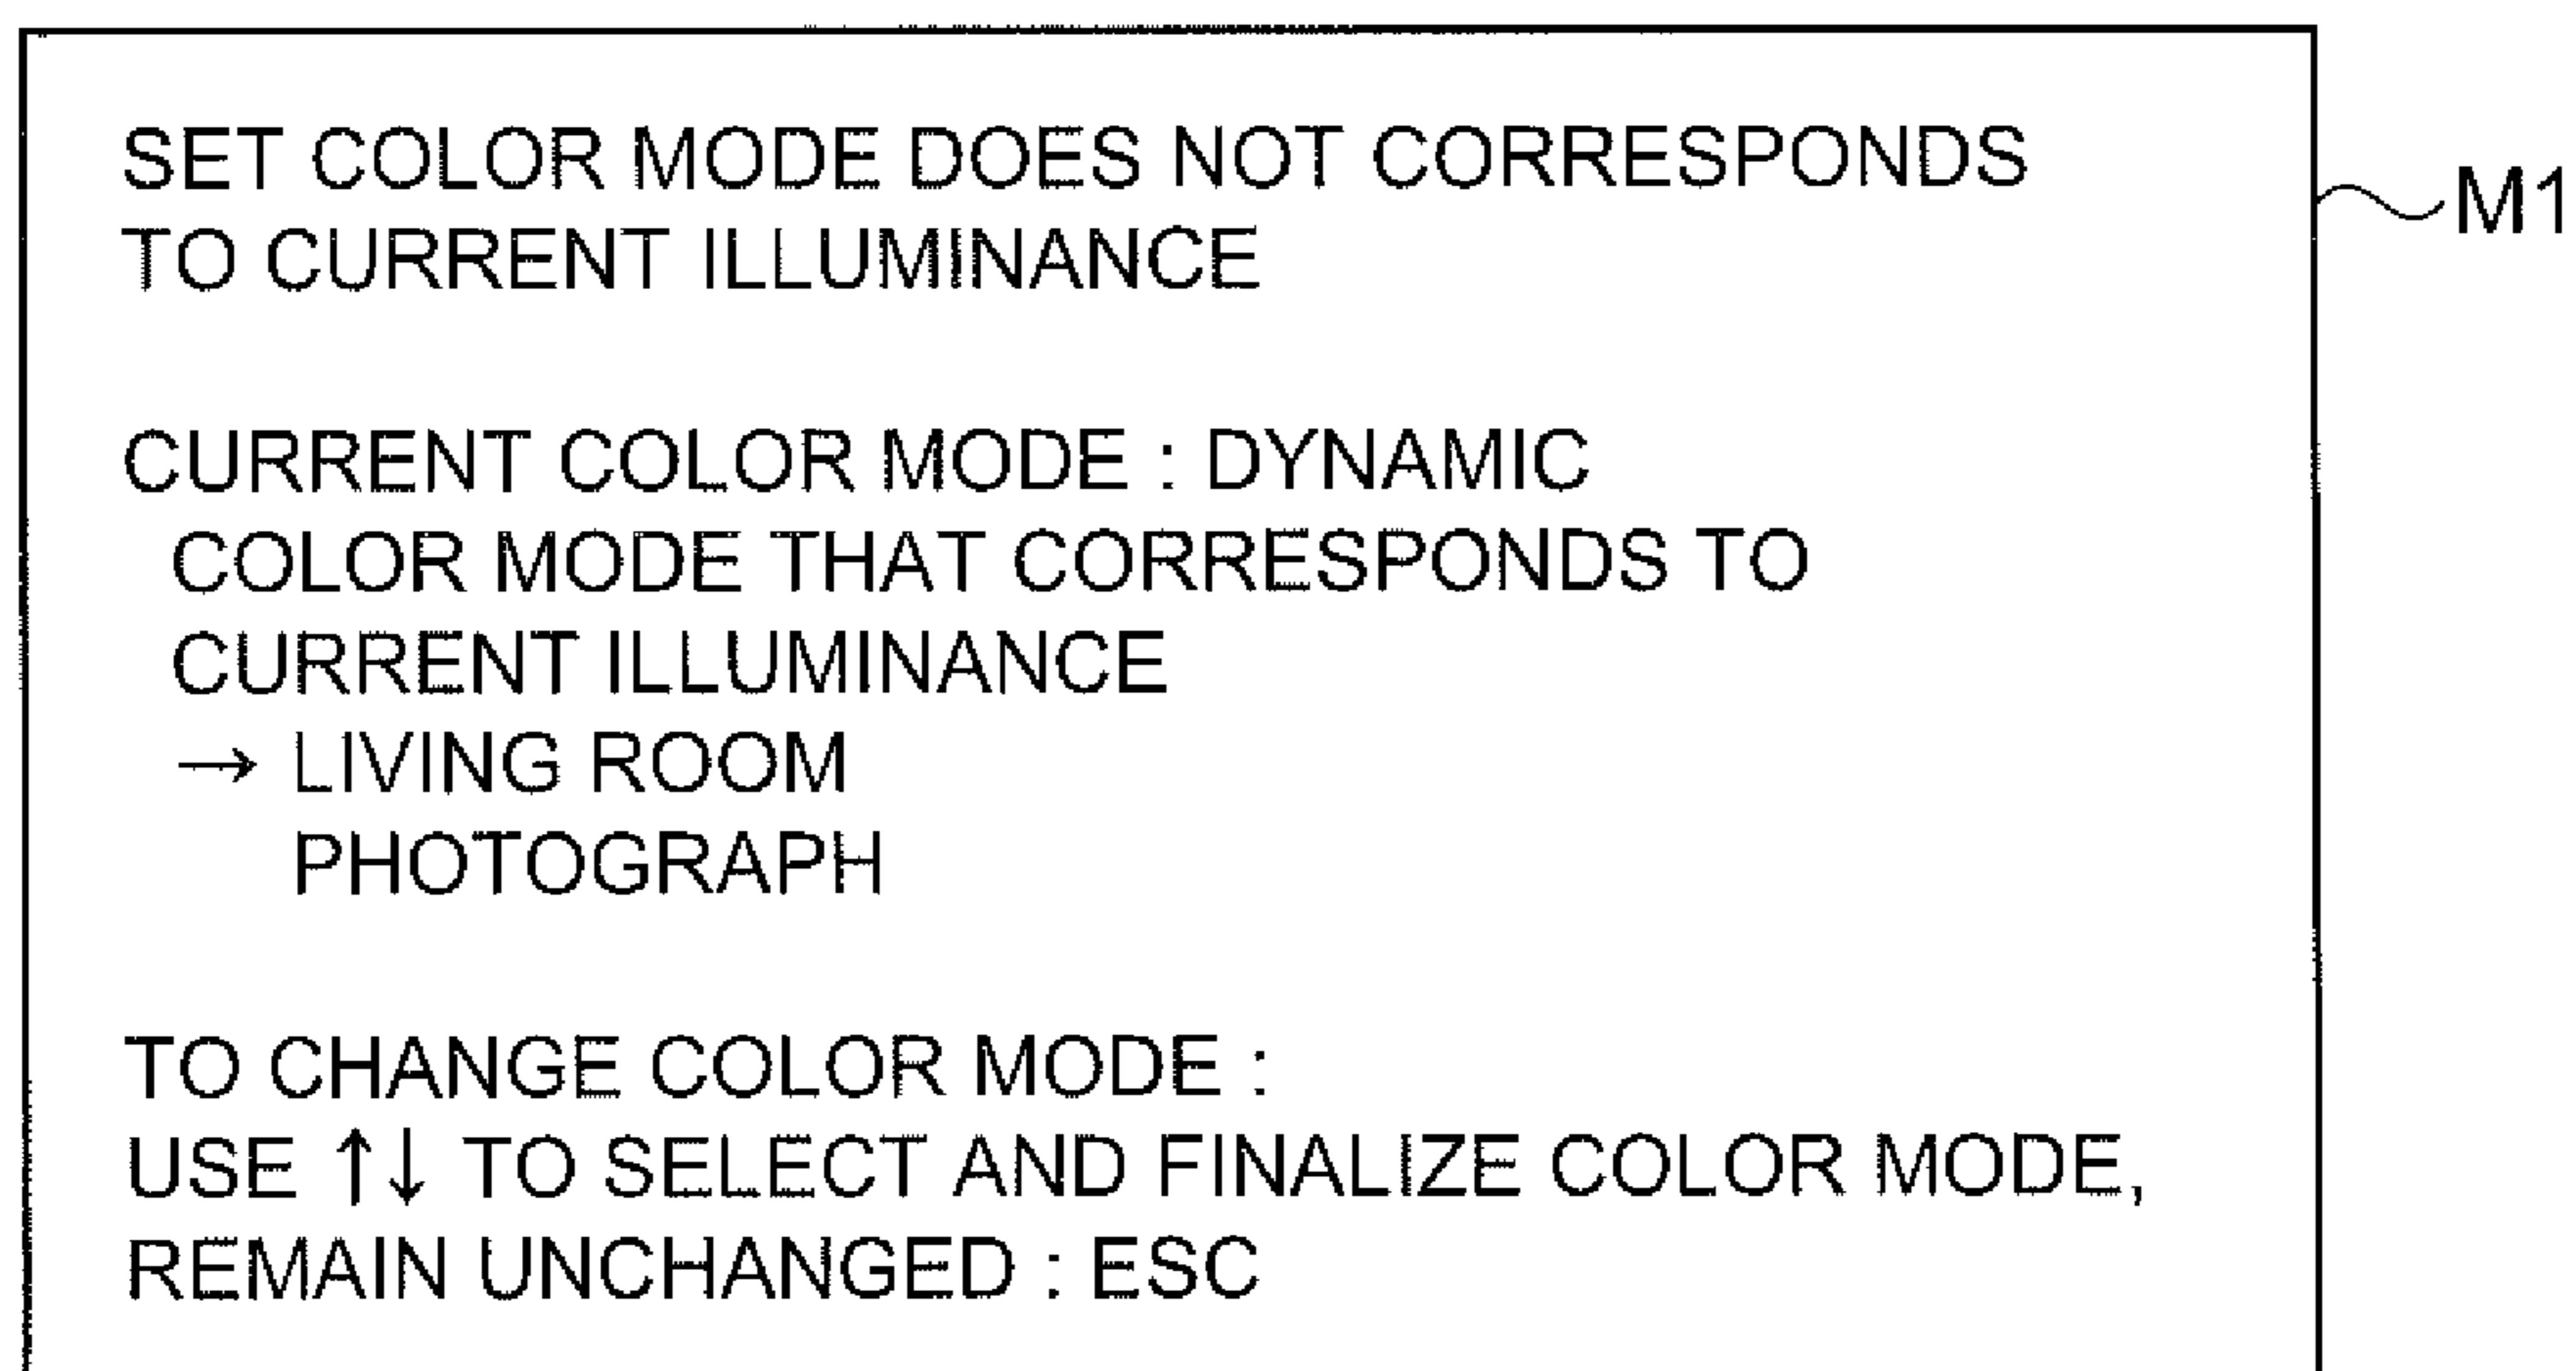 SET COLOR MODE DOES NOT CORRESPONDS
TO CURRENT ILLUMINANCE
M1
CURRENT COLOR MODE : DYNAMIC
COLOR MODE THAT CORRESPONDS TO
CURRENT ILLUMINANCE
→ LIVING ROOM
PHOTOGRAPH
TO CHANGE COLOR MODE :
USE ↑↓ TO SELECT AND FINALIZE COLOR MODE,
REMAIN UNCHANGED : ESC